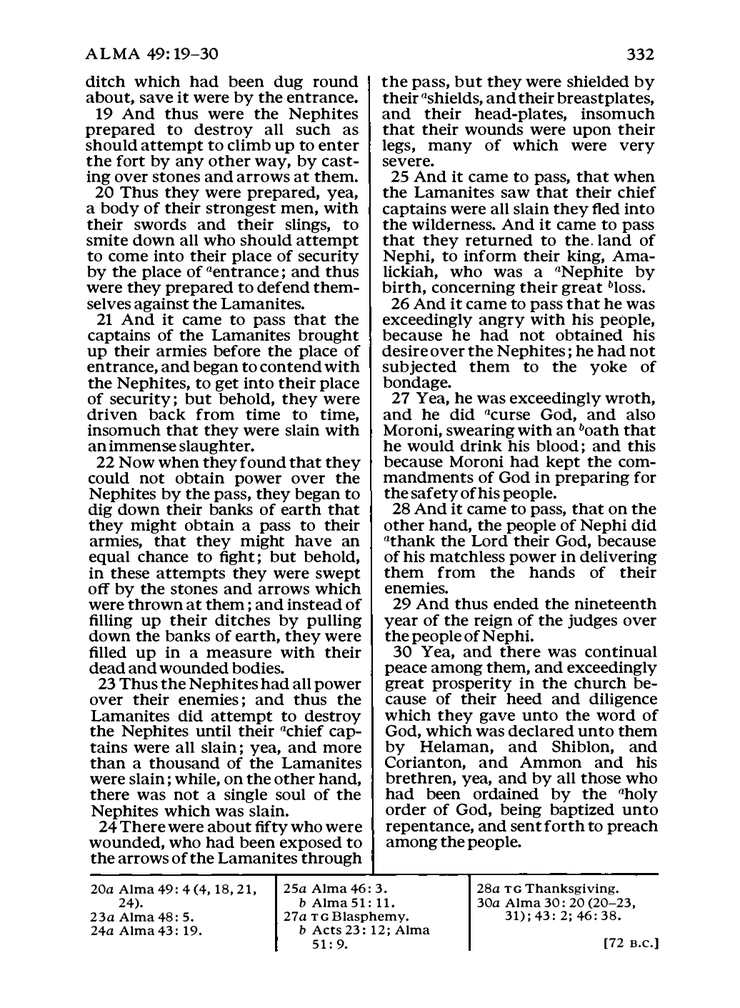 ALMA 49:19–30
332
ditch which had been dug round
about, save it were by the entrance.
19 And thus were the Nephites
prepared to destroy all such as
should attempt to climb up to enter
the fort by any other way, by cast-
ing over stones and arrows at them.
20 Thus they were prepared, yea,
a body of their strongest men, with
their swords and their slings, to
smite down all who should attempt
to come into their place of security
by the place of aentrance; and thus
were they prepared to defend them-
selves against the Lamanites.
21 And it came to pass that the
captains of the Lamanites brought
up their armies before the place of
entrance, and began to contend with
the Nephites, to get into their place
of security; but behold, they were
driven back from time to time,
insomuch that they were slain with
an immense slaughter.
22 Now when they found that they
could not obtain power over the
Nephites by the pass, they began to
dig down their banks of earth that
they might obtain a pass to their
armies, that they might have an
equal chance to fight; but behold,
in these attempts they were swept
off by the stones and arrows which
were thrown at them; and instead of
filling up their ditches by pulling
down the banks of earth, they were
filled up in a measure with their
dead and wounded bodies.
23 Thus the Nephites had all power
over their enemies; and thus the
Lamanites did attempt to destroy
the Nephites until their achief cap-
tains were all slain; yea, and more
than a thousand of the Lamanites
were slain; while, on the other hand,
there was not a single soul of the
Nephites which was slain.
24 There were about fifty who were
wounded, who had been exposed to
the arrows of the Lamanites through
the pass, but they were shielded by
their ashields, and their breastplates,
and their head-plates, insomuch
that their wounds were upon their
legs, many of which were very
severe.
25 And it came to pass, that when
the Lamanites saw that their chief
captains were all slain they fled into
the wilderness. And it came to pass
that they returned to the land of
Nephi, to inform their king, Ama-
lickiah, who was a aNephite by
birth, concerning their great bloss.
26 And it came to pass that he was
exceedingly angry with his people,
because he had not obtained his
desire over the Nephites; he had not
subjected them to the yoke of
bondage.
27 Yea, he was exceedingly wroth,
and he did acurse God, and also
Moroni, swearing with an boath that
he would drink his blood; and this
because Moroni had kept the com-
mandments of God in preparing for
the safety of his people.
28 And it came to pass, that on the
other hand, the people of Nephi did
athank the Lord their God, because
of his matchless power in delivering
them from the hands of their
enemies.
29 And thus ended the nineteenth
year of the reign of the judges over
the people of Nephi.
30 Yea, and there was continual
peace among them, and exceedingly
great prosperity in the church be-
cause of their heed and diligence
which they gave unto the word of
God, which was declared unto them
by Helaman, and Shiblon, and
Corianton, and Ammon and his
brethren, yea, and by all those who
had been ordained by the aholy
order of God, being baptized unto
repentance, and sent forth to preach
among the people.
20a Alma 49:4 (4, 18, 21,
24).
23a Alma 48:5.
24a Alma 43:19.
25a Alma 46:3.
b Alma 51:11.
27a TG Blasphemy.
b Acts 23:12; Alma
51:9.
28a TG Thanksgiving.
30a Alma 30:20 (20–23,
31); 43:2; 46:38.
[72 B.C.]